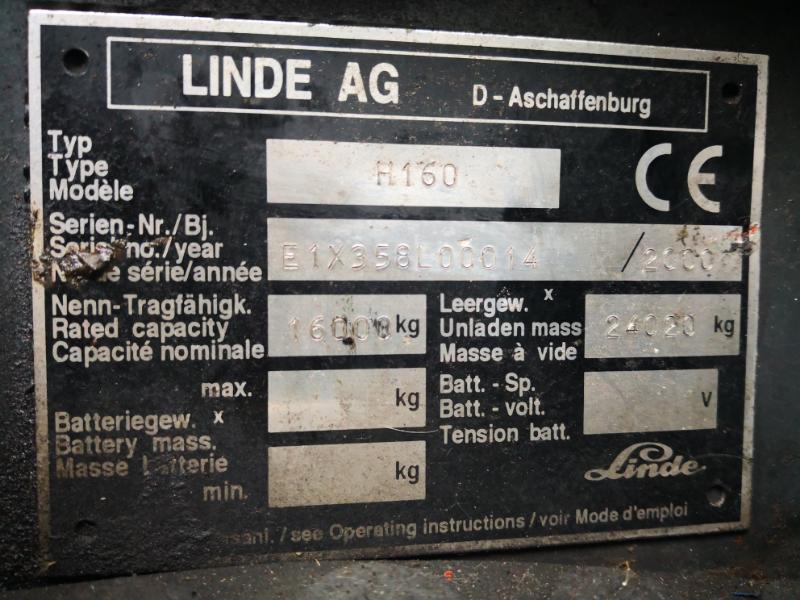 LINDE AG D-Aschaffenburg
Typ
Type H160
Modèle
CE
Serien-Nr./Bj.
Serial no./year E1X358L00014 /2000
série/année
Nenn-Tragfähigk.
Rated capacity 16000 kg
Capacité nominale
Leergew. x
Unladen mass 24020 kg
Masse à vide
max. kg
Batteriegew. x
Battery mass.
Masse batterie
min. kg
Batt.-Sp.
Batt.-volt. V
Tension batt.
Linde
/see Operating instructions/voir Mode d'emploi